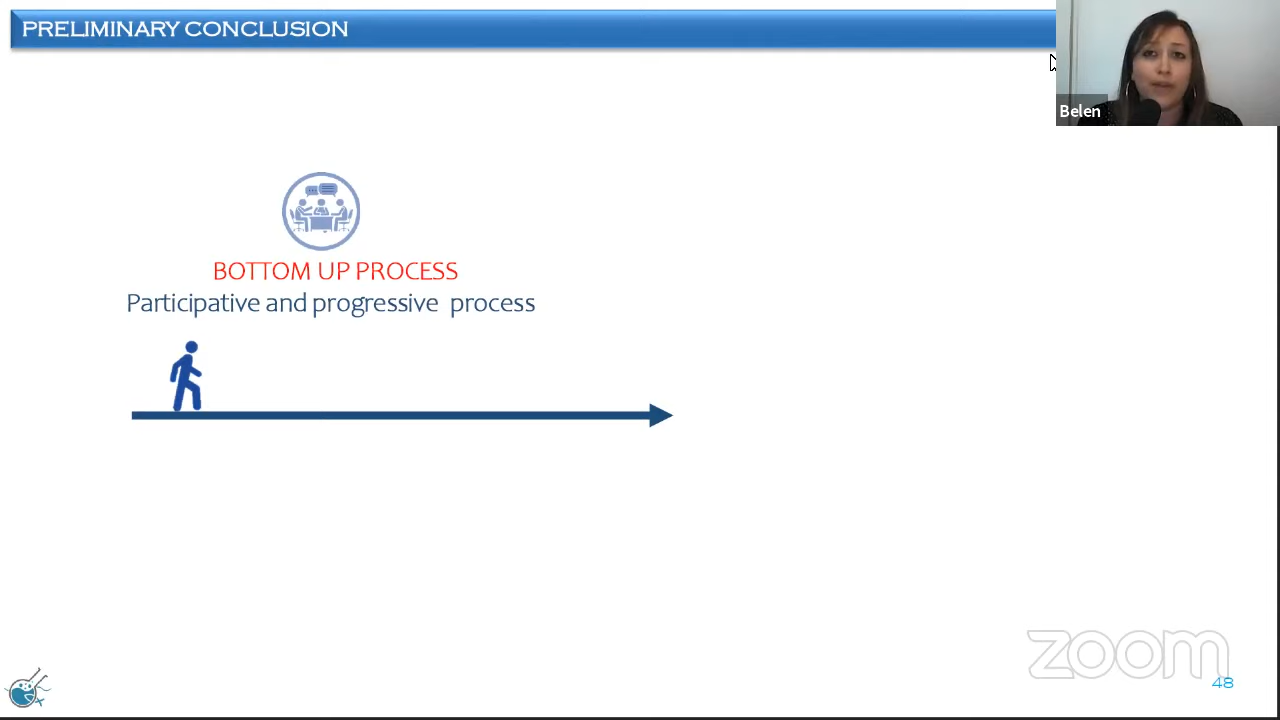 PRELIMINARY CONCLUSION
Belen
BOTTOM UP PROCESS
Participative and progressive process
zoom
48